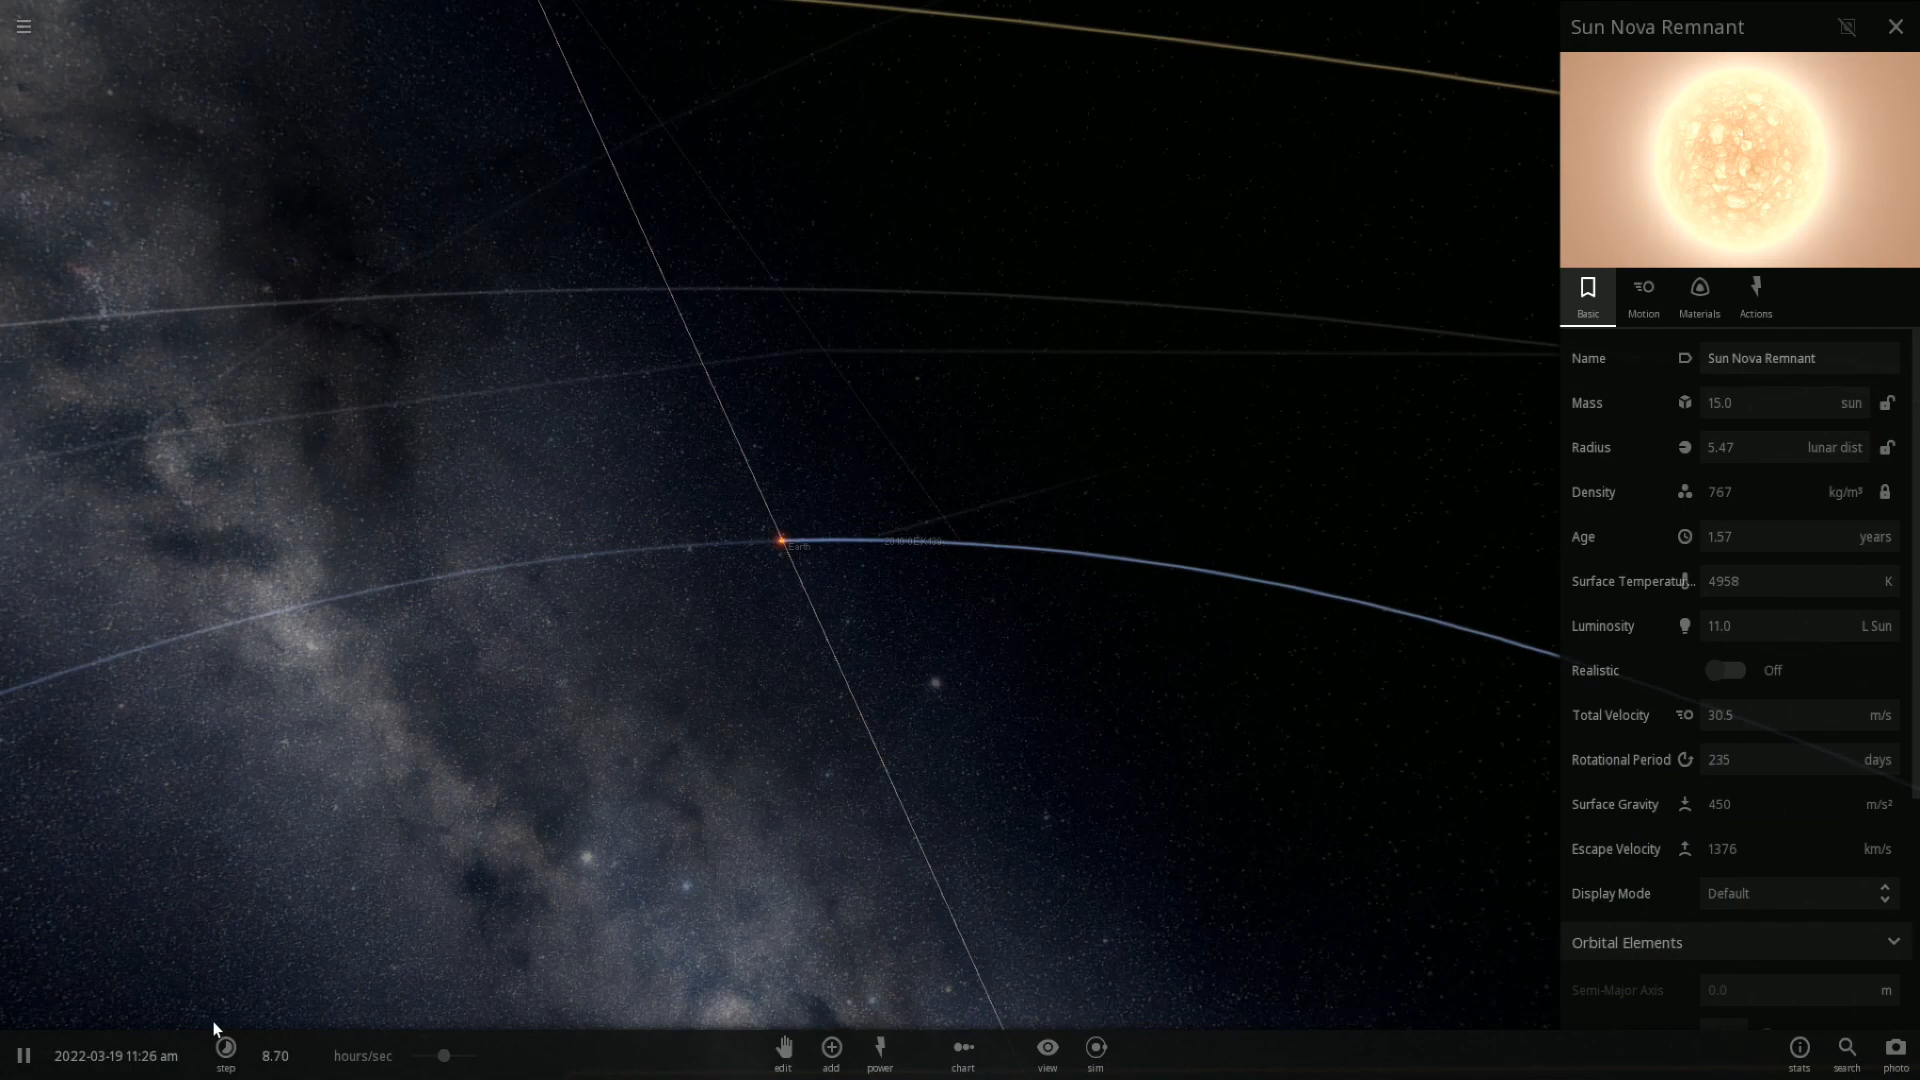 Sun Nova Remnant
Basic
Motion
Materials
Actions
Name Sun Nova Remnant
Mass 15.0 sun
Radius 5.47 lunar dist
Density 767 kg/m³
Age 1.57 years
Surface Temperatur... 4958 K
Luminosity 11.0 L Sun
Realistic Off
Total Velocity 30.5 m/s
Rotational Period 235 days
Surface Gravity 450 m/s²
Escape Velocity 1376 km/s
Display Mode Default
Orbital Elements
Semi-Major Axis 0.0 m
Earth
2022-03-19 11:26 am
step
8.70 hours/sec
edit
add
power
chart
view
sim
stats
search
photo